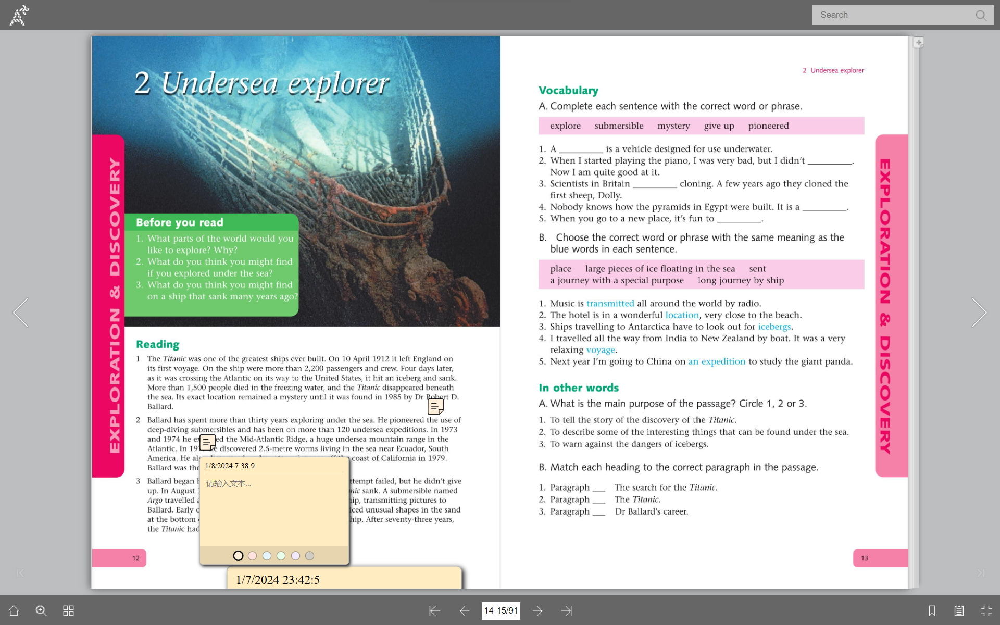 Search
2 Undersea explorer
EXPLORATION & DISCOVERY
Before you read
1. What parts of the world would you
like to explore? Why?
2. What do you think you might find
if you explored under the sea?
3. What do you think you might find
on a ship that sank many years ago?
Reading
1 The Titanic was one of the greatest ships ever built. On 10 April 1912 it left England on
its first voyage. On the ship were more than 2,200 passengers and crew. Four days later,
as it was crossing the Atlantic on its way to the United States, it hit an iceberg and sank.
More than 1,500 people died in the freezing water, and the Titanic disappeared beneath
the sea. Its exact location remained a mystery until it was found in 1985 by Dr Robert D.
Ballard.
2 Ballard has spent more than thirty years exploring under the sea. He pioneered the use of
deep-diving submersibles and has been on more than 120 undersea expeditions. In 1973
and 1974 he the Mid-Atlantic Ridge, a huge undersea mountain range in the
Atlantic. In he discovered 2.5-metre worms living in the sea near Ecuador, South
America. He coast of California in 1979.
Ballard was the
3 Ballard began attempt failed, but he didn't give
up. In August sank. A submersible named
Argo travelled transmitting pictures to
Ballard. Early unusual shapes in the sand
at the bottom After seventy-three years,
the Titanic had
1/8/2024 7:38:9
请输入文本...
1/7/2024 23:42:5
12
2 Undersea explorer
Vocabulary
A. Complete each sentence with the correct word or phrase.
explore submersible mystery give up pioneered
1. A __________ is a vehicle designed for use underwater.
2. When I started playing the piano, I was very bad, but I didn't __________.
Now I am quite good at it.
3. Scientists in Britain __________ cloning. A few years ago they cloned the
first sheep, Dolly.
4. Nobody knows how the pyramids in Egypt were built. It is a __________.
5. When you go to a new place, it's fun to __________.
B. Choose the correct word or phrase with the same meaning as the
blue words in each sentence.
place large pieces of ice floating in the sea sent
a journey with a special purpose long journey by ship
1. Music is transmitted all around the world by radio.
2. The hotel is in a wonderful location, very close to the beach.
3. Ships travelling to Antarctica have to look out for icebergs.
4. I travelled all the way from India to New Zealand by boat. It was a very
relaxing voyage.
5. Next year I'm going to China on an expedition to study the giant panda.
In other words
A. What is the main purpose of the passage? Circle 1, 2 or 3.
1. To tell the story of the discovery of the Titanic.
2. To describe some of the interesting things that can be found under the sea.
3. To warn against the dangers of icebergs.
B. Match each heading to the correct paragraph in the passage.
1. Paragraph ___ The search for the Titanic.
2. Paragraph ___ The Titanic.
3. Paragraph ___ Dr Ballard's career.
EXPLORATION & DISCOVERY
13
14-15/91